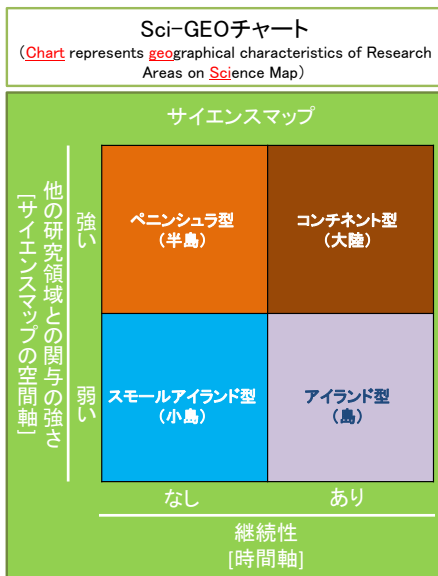 Sci-GEOチャート
(Chart represents geographical characteristics of Research
Areas on Science Map)
サイエンスマップ
他の研究領域との関与の強さ
[サイエンスマップの空間軸]
強い
ペニンシュラ型
(半島)
コンチネント型
(大陸)
弱い
スモールアイランド型
(小島)
アイランド型
(島)
なし
あり
継続性
[時間軸]